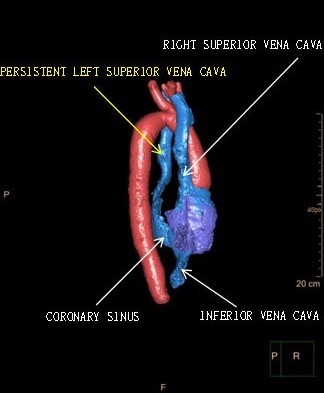 RIGHT SUPERIOR VENA CAVA
PERSISTENT LEFT SUPERIOR VENA CAVA
P
40px
20 cm
CORONARY SINUS
INFERIOR VENA CAVA
P R
F